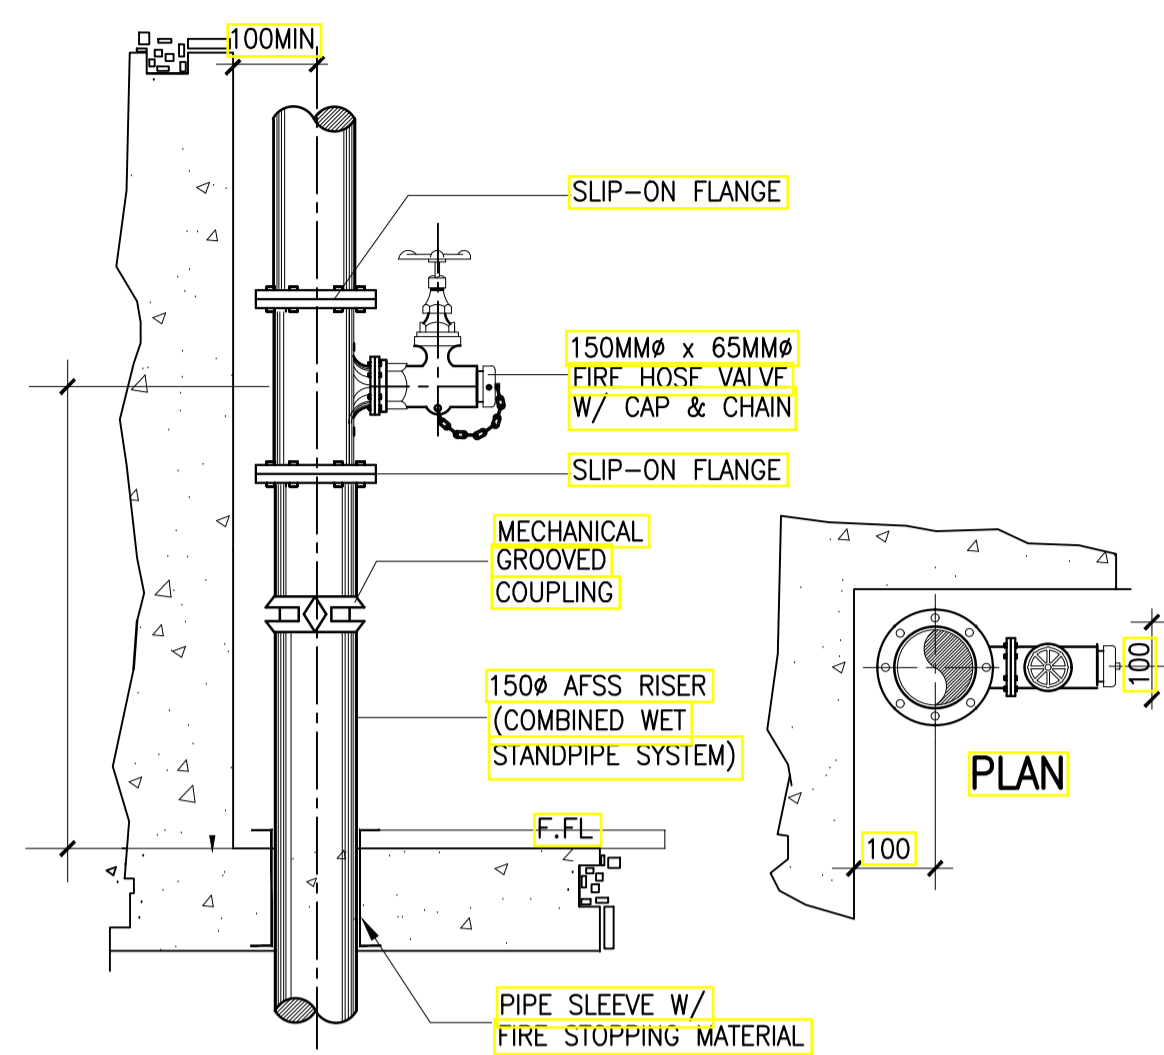 100MIN
SLIP-ON FLANGE
150MMØ x 65MMØ
FIRE HOSE VALVE
W/ CAP & CHAIN
SLIP-ON FLANGE
MECHANICAL
GROOVED
COUPLING
150Ø AFSS RISER
(COMBINED WET
STANDPIPE SYSTEM)
F.FL
PIPE SLEEVE W/
FIRE STOPPING MATERIAL
100
PLAN
100